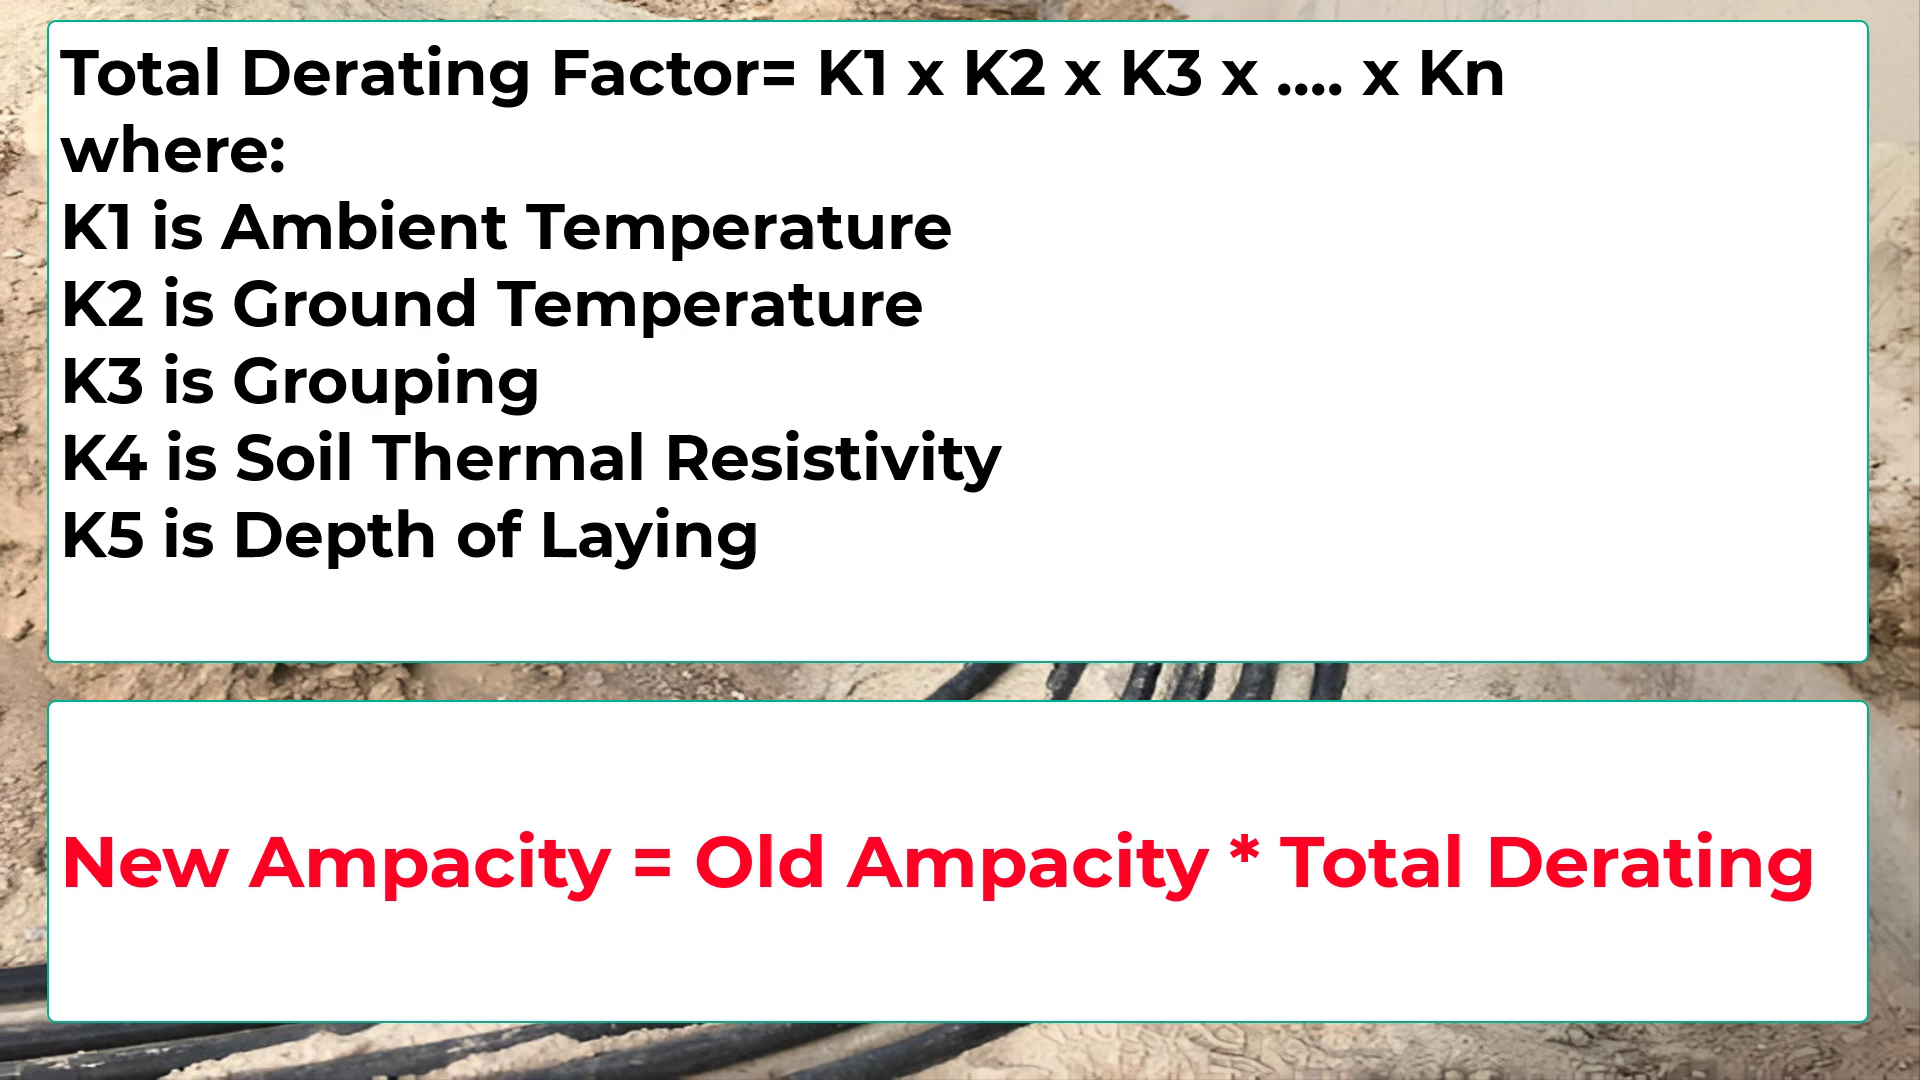 Total Derating Factor= K1 x K2 x K3 x .... x Kn
where:
K1 is Ambient Temperature
K2 is Ground Temperature
K3 is Grouping
K4 is Soil Thermal Resistivity
K5 is Depth of Laying
New Ampacity = Old Ampacity * Total Derating